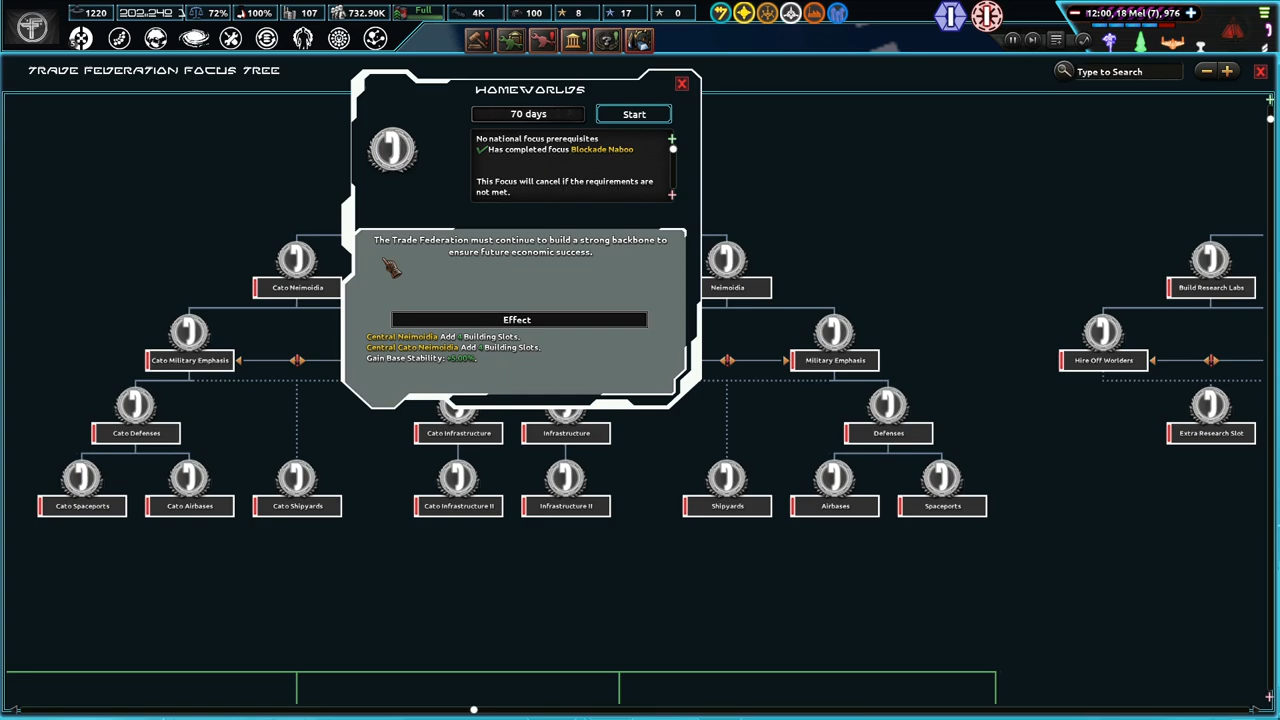 1220
202.242
72%
100%
107
732.90K
Full
4K
100
8
17
0
12:00, 18 Mel (7), 976
TRADE FEDERATION FOCUS TREE
Type to Search
HOMEWORLDS
70 days
Start
No national focus prerequisites
Has completed focus Blockade Naboo
This Focus will cancel if the requirements are
not met.
The Trade Federation must continue to build a strong backbone to
ensure future economic success.
Effect
Central Neimoidia Add 4 Building Slots.
Central Cato Neimoidia Add 4 Building Slots.
Gain Base Stability: +5.00%.
Cato Neimoidia
Neimoidia
Build Research Labs
Cato Military Emphasis
Military Emphasis
Hire Off Worlders
Cato Defenses
Cato Infrastructure
Infrastructure
Defenses
Extra Research Slot
Cato Spaceports
Cato Airbases
Cato Shipyards
Cato Infrastructure II
Infrastructure II
Shipyards
Airbases
Spaceports